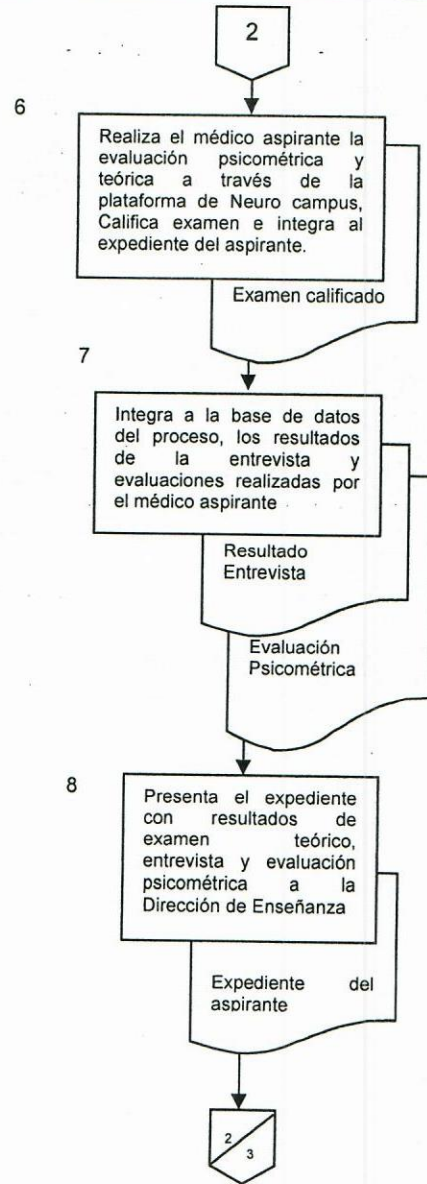 2
6
Realiza el médico aspirante la
evaluación psicométrica y
teórica a través de la
plataforma de Neuro campus,
Califica examen e integra al
expediente del aspirante.
Examen calificado
7
Integra a la base de datos
del proceso, los resultados
de la entrevista y
evaluaciones realizadas por
el médico aspirante
Resultado
Entrevista
Evaluación
Psicométrica
8
Presenta el expediente
con resultados de
examen teórico,
entrevista y evaluación
psicométrica a la
Dirección de Enseñanza
Expediente del
aspirante
2
3